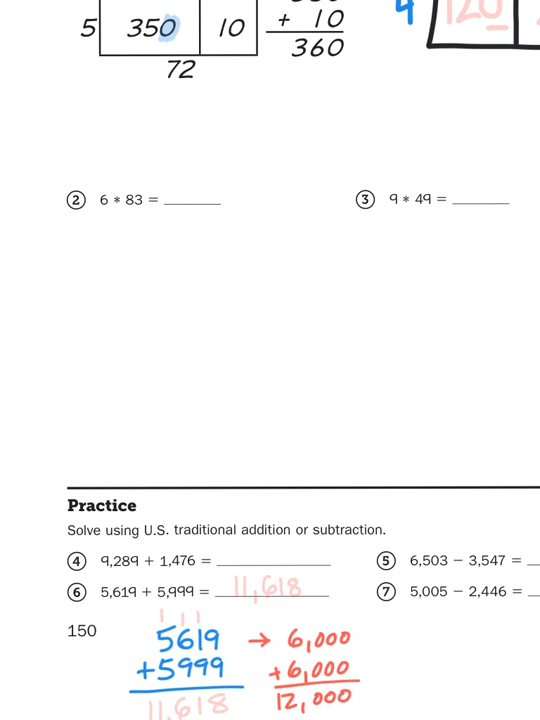 5 350 10 + 10
360
72
4 120
② 6 * 83 = ______
③ 9 * 49 = ______
Practice
Solve using U.S. traditional addition or subtraction.
④ 9,289 + 1,476 = ______
⑤ 6,503 − 3,547 =
⑥ 5,619 + 5,999 = 11,618
⑦ 5,005 − 2,446 =
150
1 1 1
5619 → 6,000
+5999 +6,000
11,618 12,000